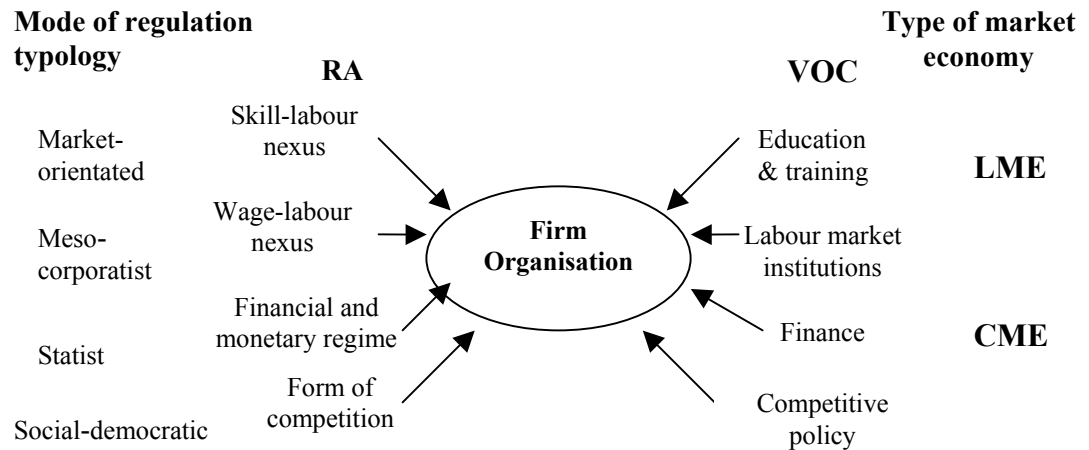 Mode of regulation
typology
Type of market
economy
RA
VOC
Market-
orientated
Meso-
corporatist
Statist
Social-democratic
Skill-labour
nexus
Wage-labour
nexus
Financial and
monetary regime
Form of
competition
Firm
Organisation
Education
& training
Labour market
institutions
Finance
Competitive
policy
LME
CME